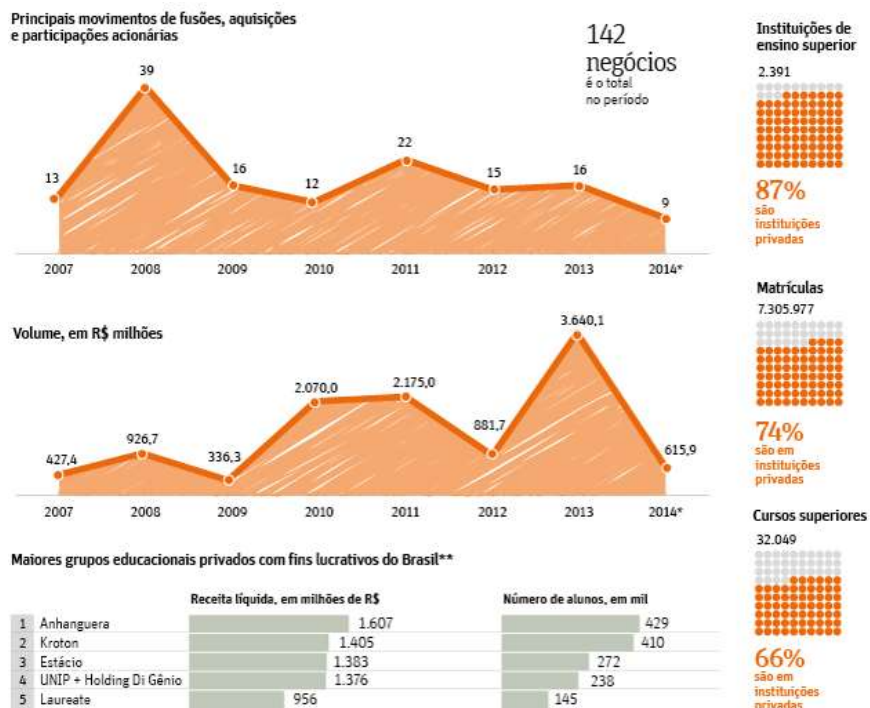 Principais movimentos de fusões, aquisições
e participações acionárias
142
negócios
é o total
no período
13
39
16
12
22
15
16
9
2007
2008
2009
2010
2011
2012
2013
2014*
Volume, em R$ milhões
427,4
926,7
336,3
2.070,0
2.175,0
881,7
3.640,1
615,9
2007
2008
2009
2010
2011
2012
2013
2014*
Maiores grupos educacionais privados com fins lucrativos do Brasil**
Receita líquida, em milhões de R$
Número de alunos, em mil
1 Anhanguera 1.607 429
2 Kroton 1.405 410
3 Estácio 1.383 272
4 UNIP + Holding Di Gênio 1.376 238
5 Laureate 956 145
Instituições de
ensino superior
2.391
87%
são
instituições
privadas
Matrículas
7.305.977
74%
são em
instituições
privadas
Cursos superiores
32.049
66%
são em
instituições
privadas